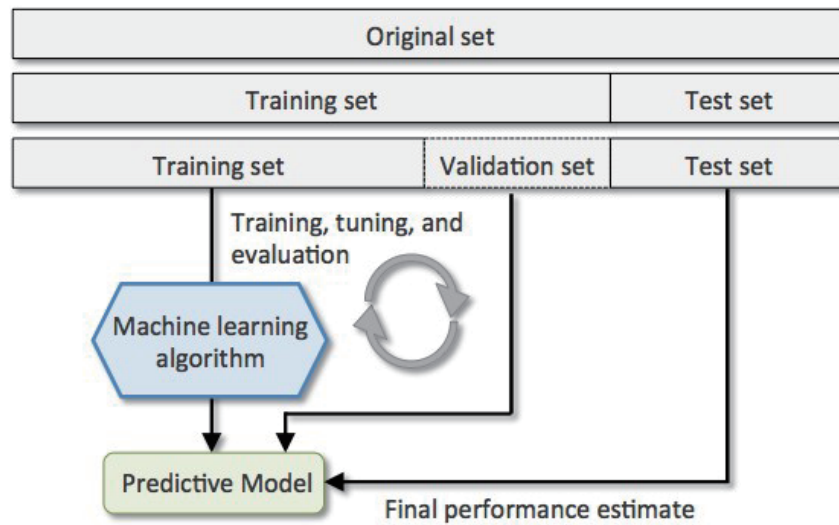 Original set
Training set
Test set
Training set
Validation set
Test set
Training, tuning, and
evaluation
Machine learning
algorithm
Predictive Model
Final performance estimate